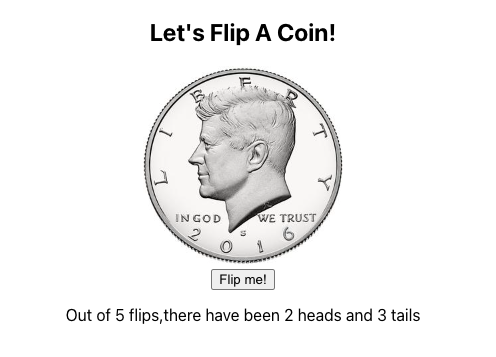 Let's Flip A Coin!
LIBERTY
IN GOD WE TRUST
S
2016
Flip me!
Out of 5 flips,there have been 2 heads and 3 tails